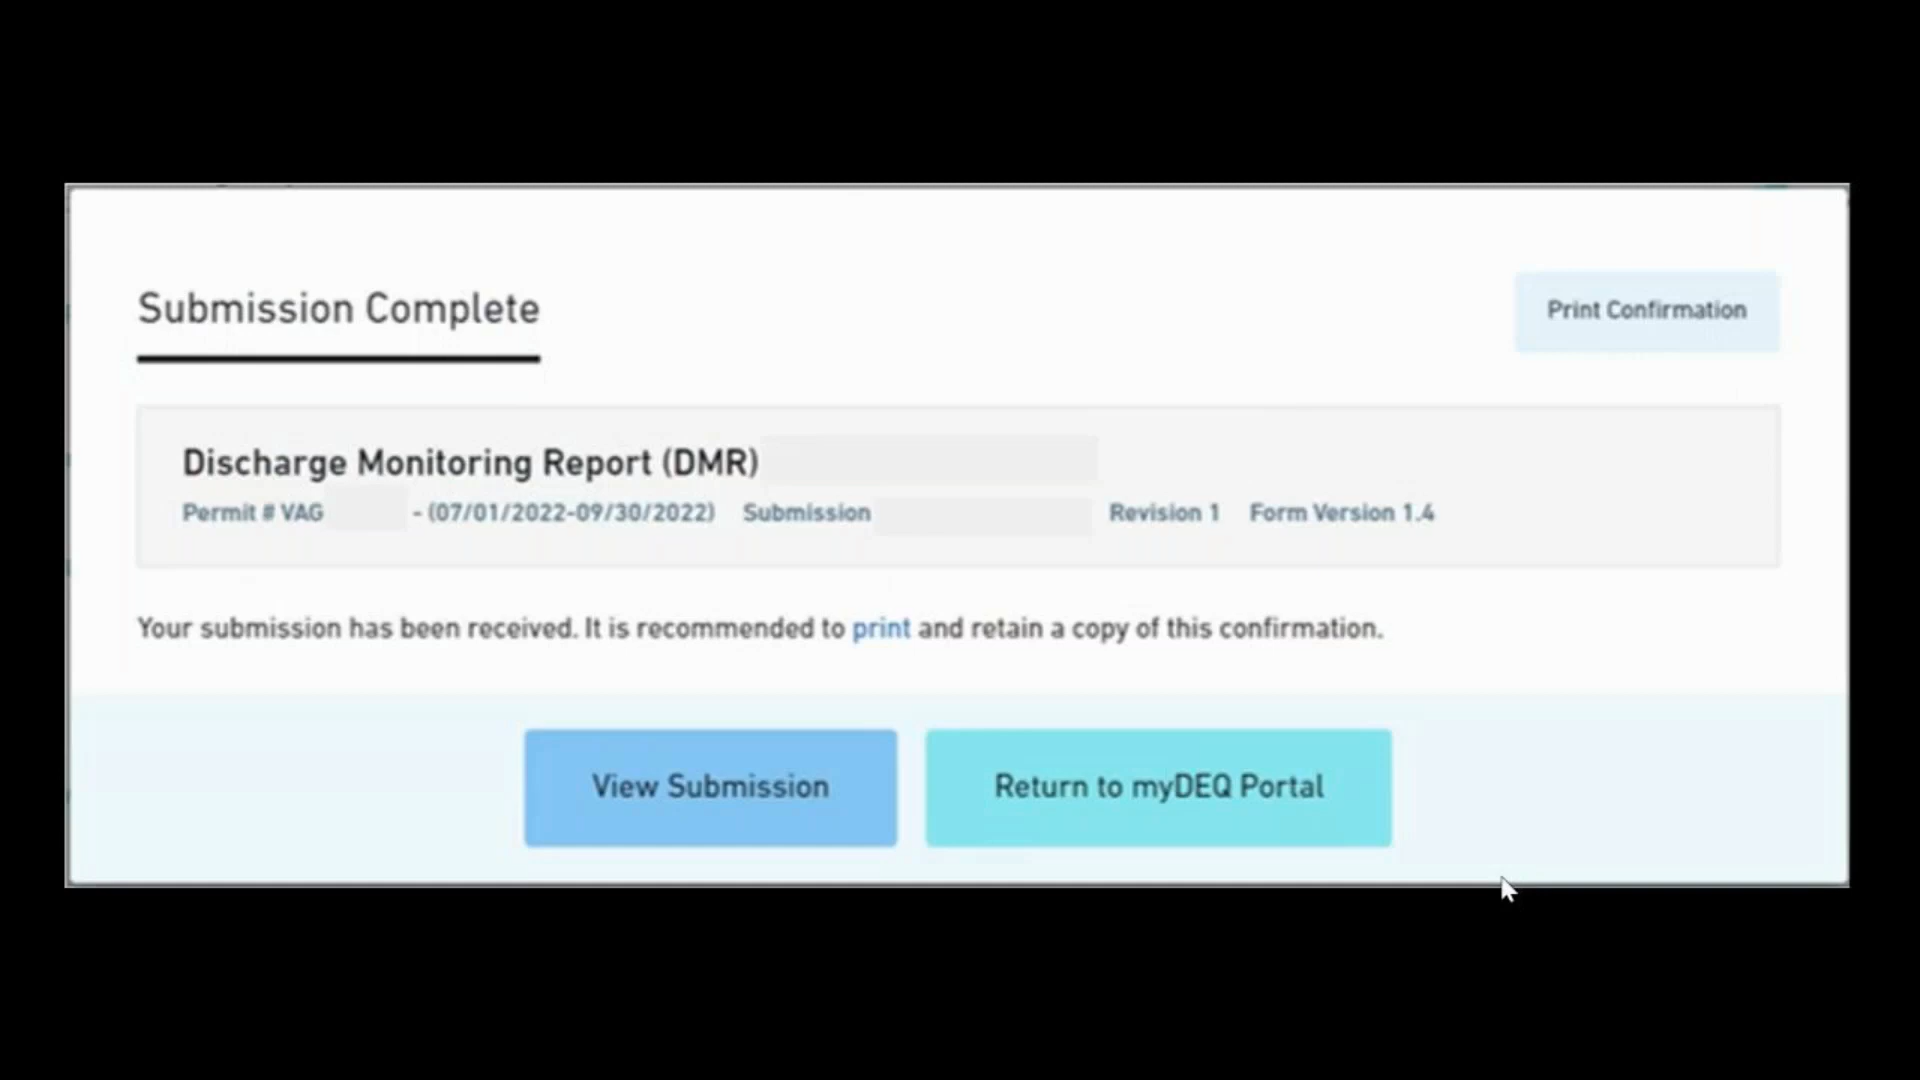 Submission Complete
Print Confirmation
Discharge Monitoring Report (DMR)
Permit # VAG - (07/01/2022-09/30/2022) Submission Revision 1 Form Version 1.4
Your submission has been received. It is recommended to print and retain a copy of this confirmation.
View Submission
Return to myDEQ Portal